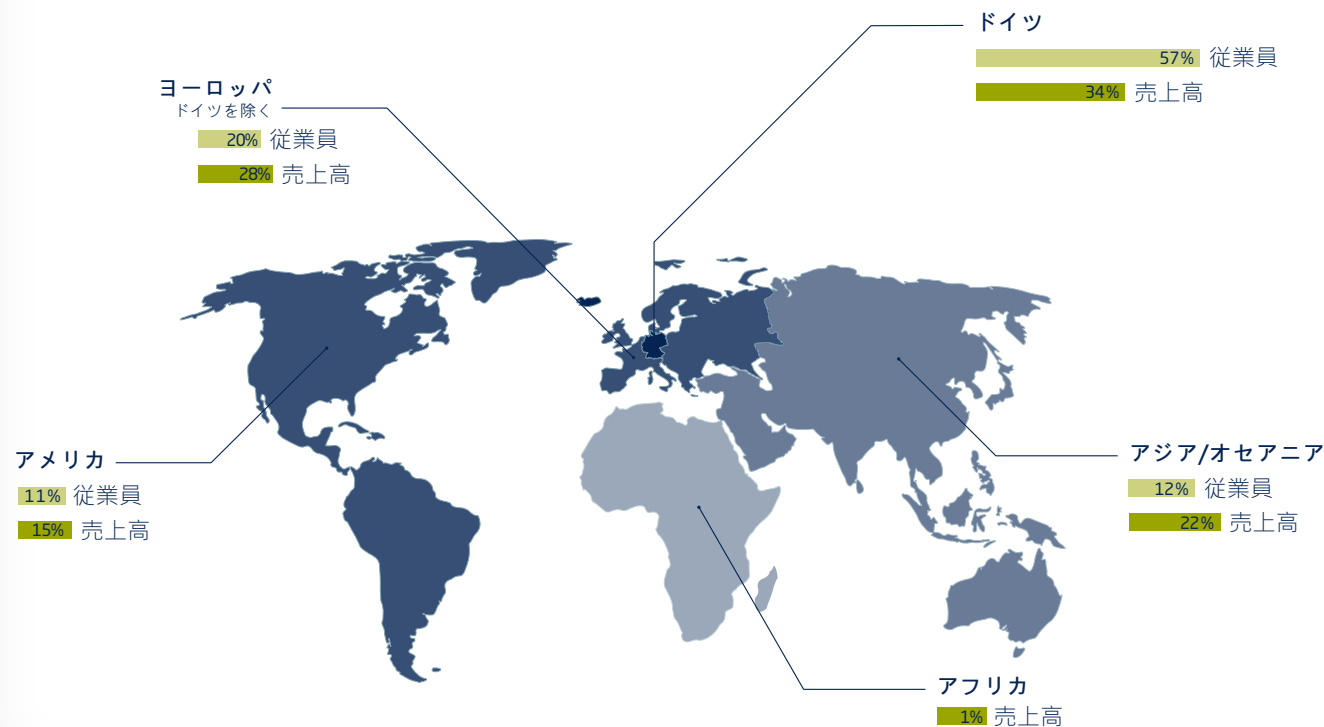 ドイツ
57% 従業員
34% 売上高
ヨーロッパ
ドイツを除く
20% 従業員
28% 売上高
アメリカ
11% 従業員
15% 売上高
アジア/オセアニア
12% 従業員
22% 売上高
アフリカ
1% 売上高